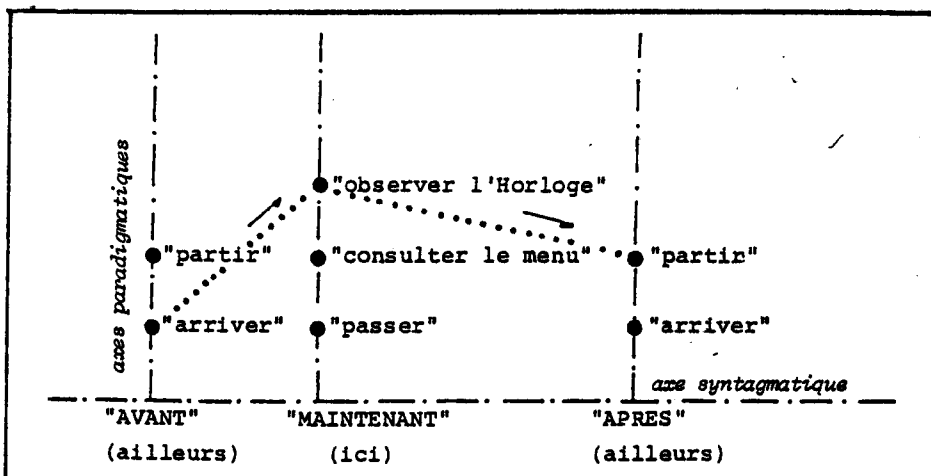 axes paradigmatiques
"observer l'Horloge"
"partir" "consulter le menu" "partir"
"arriver" "passer" "arriver"
axe syntagmatique
"AVANT" "MAINTENANT" "APRES"
(ailleurs) (ici) (ailleurs)